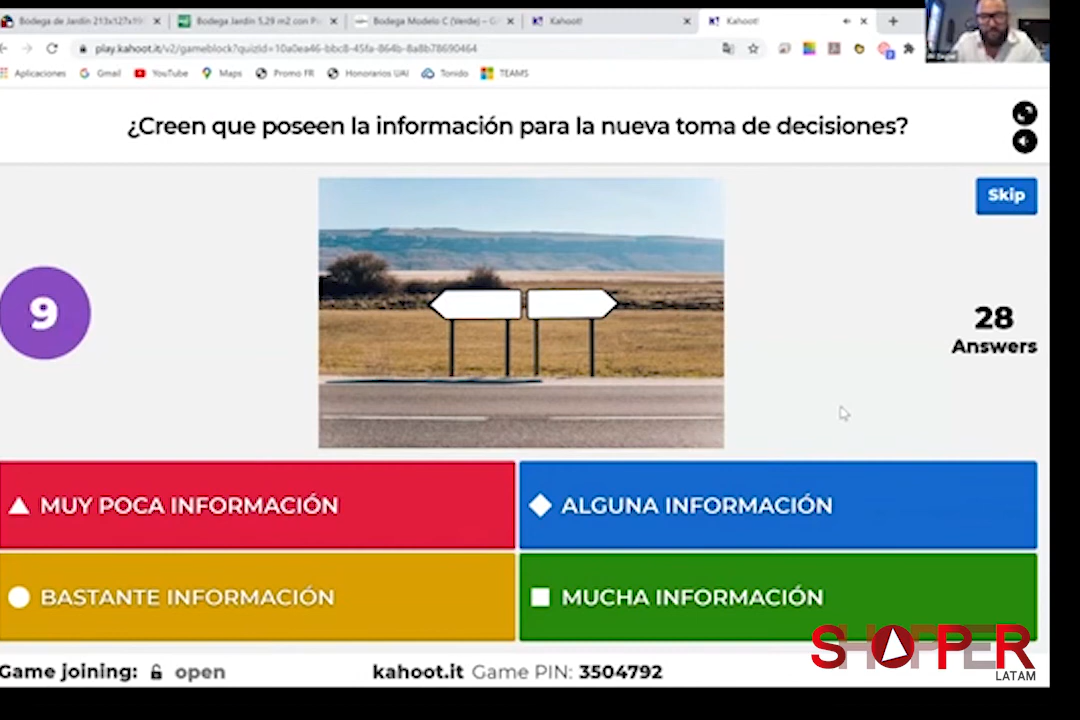 Bodega de Jardín 213x127x195
Bodega Jardín 5,29 m2 con P
Bodega Modelo C (Verde) – G
Kahoot!
Kahoot!
play.kahoot.it/v2/gameblock?quizId=10a0ea46-bbc8-45fa-864b-8a8b78690464
Aplicaciones
Gmail
YouTube
Maps
Promo FR
Honorarios UAI
Tonido
TEAMS
¿Creen que poseen la información para la nueva toma de decisiones?
Skip
9
28
Answers
MUY POCA INFORMACIÓN
ALGUNA INFORMACIÓN
BASTANTE INFORMACIÓN
MUCHA INFORMACIÓN
Game joining: open
kahoot.it Game PIN: 3504792
SHOPPER
LATAM